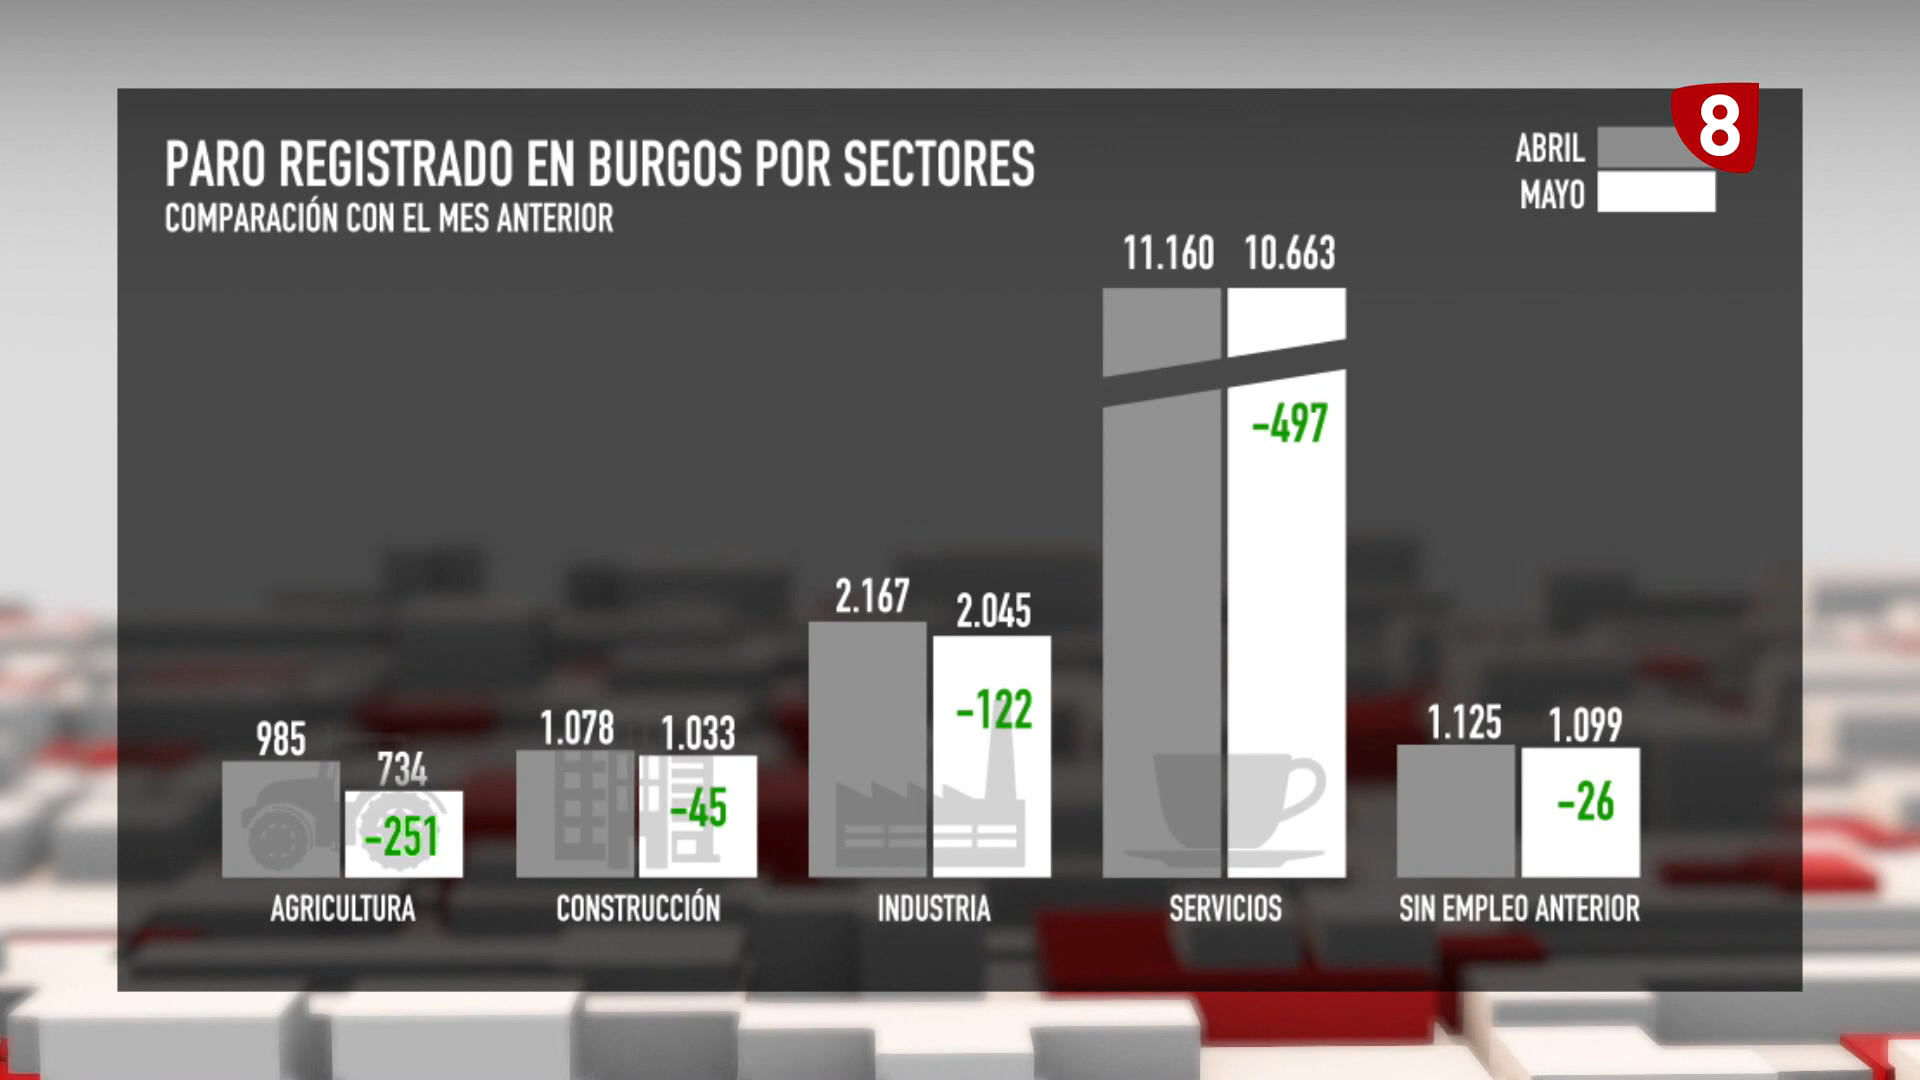 PARO REGISTRADO EN BURGOS POR SECTORES
COMPARACIÓN CON EL MES ANTERIOR
ABRIL
MAYO
8
11.160 10.663
-497
2.167
2.045
-122
985
734
-251
1.078
1.033
-45
1.125
1.099
-26
AGRICULTURA
CONSTRUCCIÓN
INDUSTRIA
SERVICIOS
SIN EMPLEO ANTERIOR